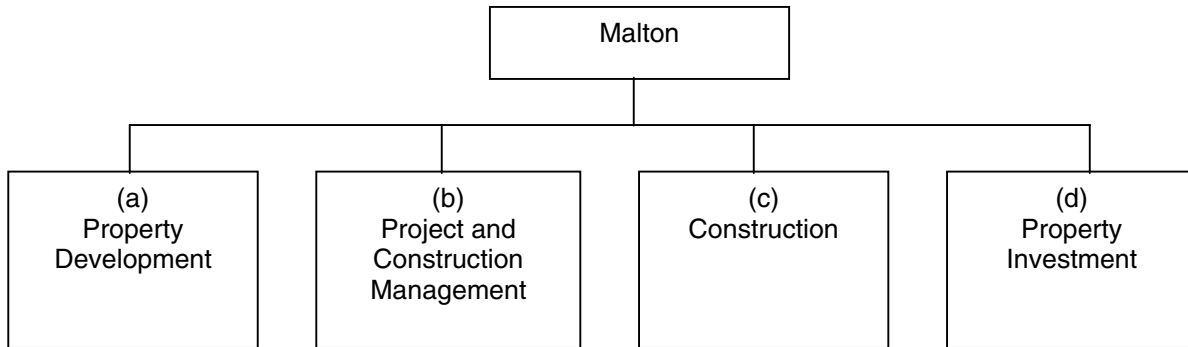 Malton
(a)
Property
Development
(b)
Project and
Construction
Management
(c)
Construction
(d)
Property
Investment